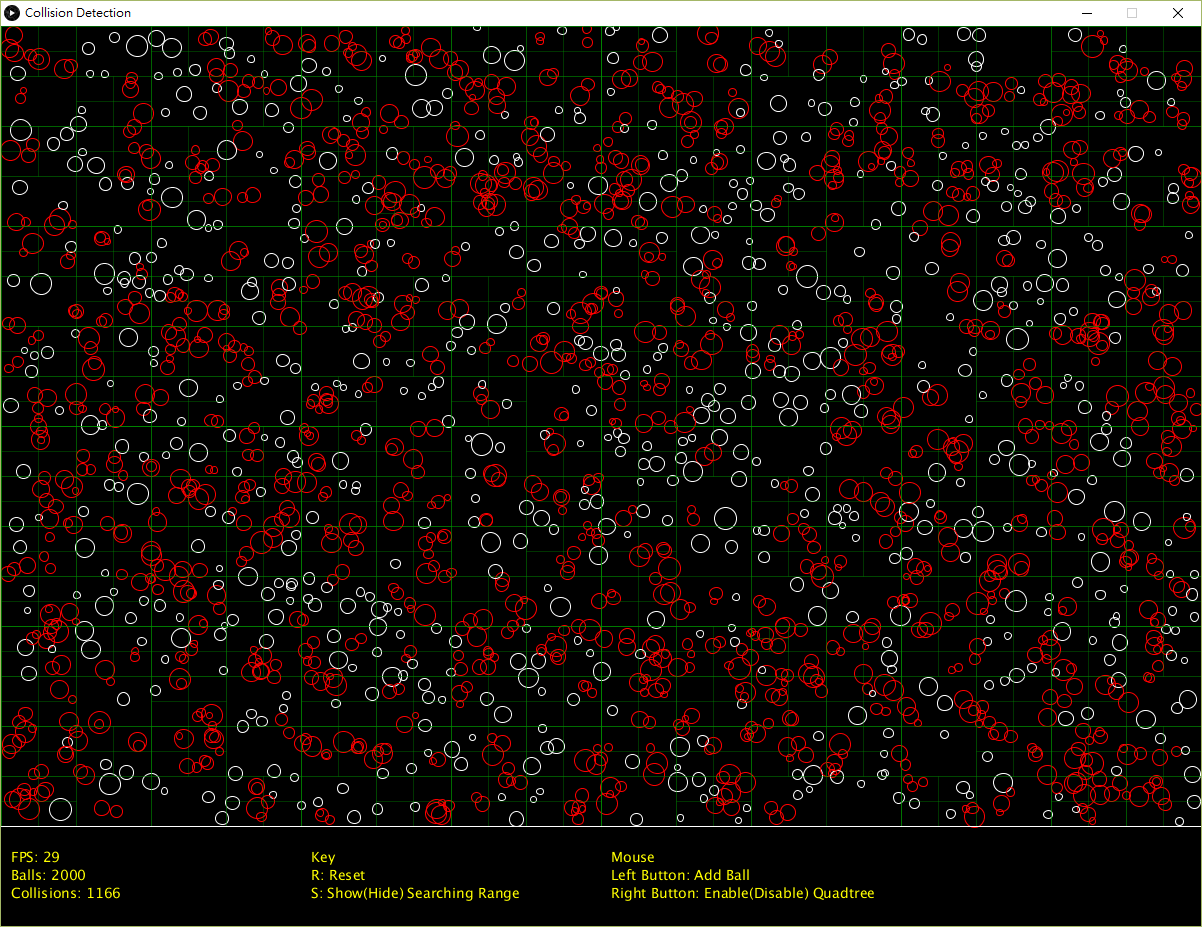 Collision Detection
FPS: 29
Balls: 2000
Collisions: 1166
Key
R: Reset
S: Show(Hide) Searching Range
Mouse
Left Button: Add Ball
Right Button: Enable(Disable) Quadtree